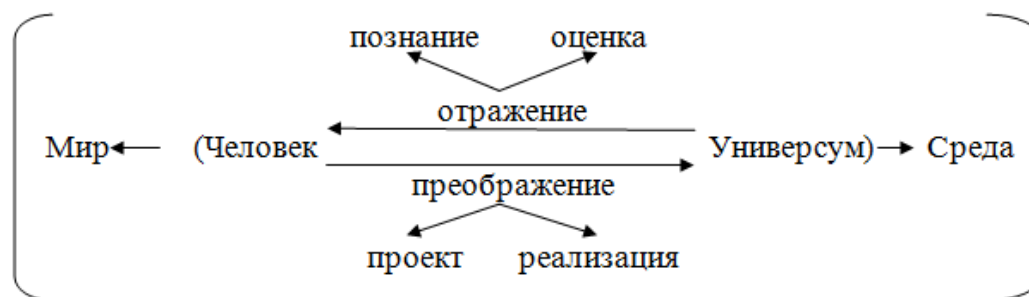 познание оценка
отражение
Мир (Человек Универсум) Среда
преображение
проект реализация